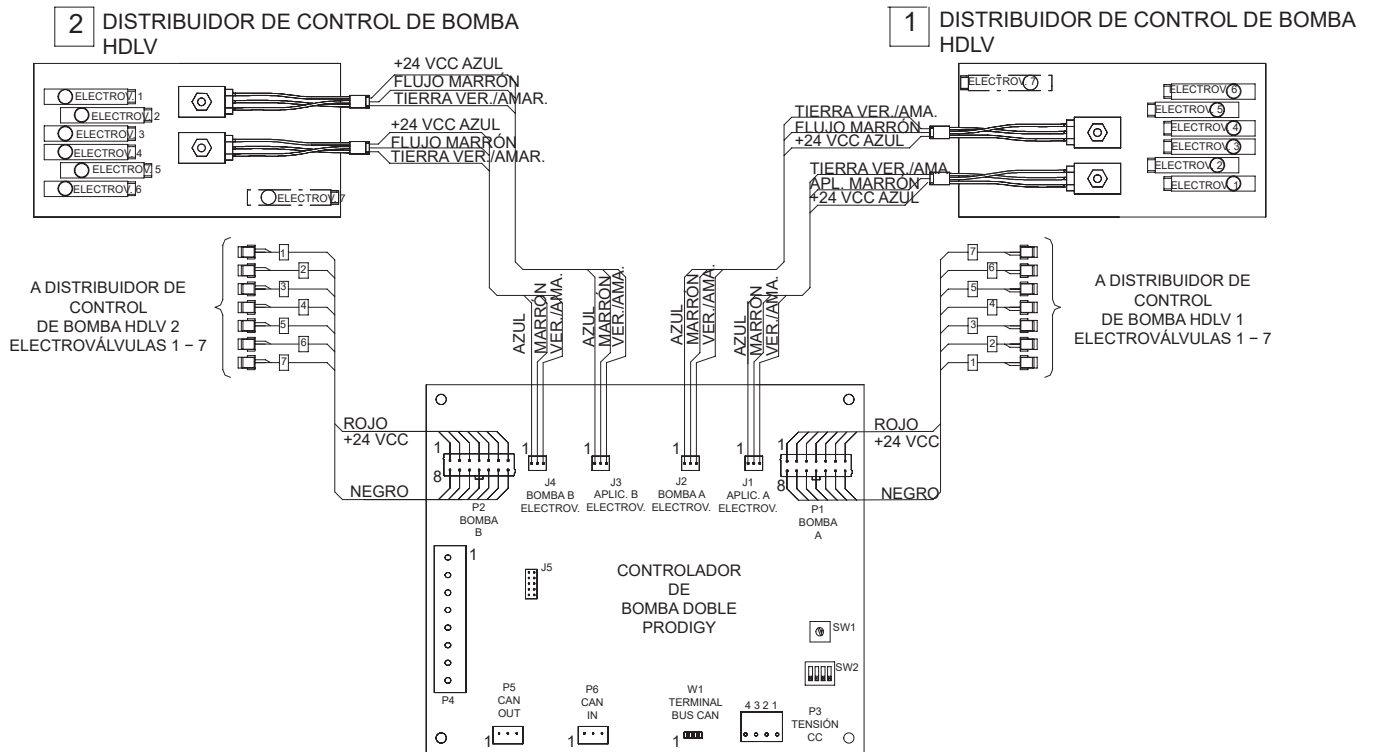 2 DISTRIBUIDOR DE CONTROL DE BOMBA
HDLV
1 DISTRIBUIDOR DE CONTROL DE BOMBA
HDLV
ELECTROV. 1
ELECTROV. 2
ELECTROV. 3
ELECTROV. 4
ELECTROV. 5
ELECTROV. 6
ELECTROV. 7
+24 VCC AZUL
FLUJO MARRÓN
TIERRA VER./AMAR.
+24 VCC AZUL
FLUJO MARRÓN
TIERRA VER./AMAR.
TIERRA VER./AMA.
FLUJO MARRÓN
+24 VCC AZUL
TIERRA VER./AMA
APL. MARRÓN
+24 VCC AZUL
ELECTROV. 7
ELECTROV. 6
ELECTROV. 5
ELECTROV. 4
ELECTROV. 3
ELECTROV. 2
ELECTROV. 1
A DISTRIBUIDOR DE
CONTROL
DE BOMBA HDLV 2
ELECTROVÁLVULAS 1 – 7
1
2
3
4
5
6
7
AZUL
MARRÓN
VER./AMA.
AZUL
MARRÓN
VER./AMA.
AZUL
MARRÓN
VER./AMA.
AZUL
MARRÓN
VER./AMA.
7
6
5
4
3
2
1
A DISTRIBUIDOR DE
CONTROL
DE BOMBA HDLV 1
ELECTROVÁLVULAS 1 – 7
ROJO
+24 VCC
NEGRO
1
8
P2
BOMBA
B
1
J4
BOMBA B
ELECTROV.
1
J3
APLIC. B
ELECTROV.
1
J2
BOMBA A
ELECTROV.
1
J1
APLIC. A
ELECTROV.
1
8
P1
BOMBA
A
ROJO
+24 VCC
NEGRO
1
P4
J5
CONTROLADOR
DE
BOMBA DOBLE
PRODIGY
SW1
SW2
P5
CAN
OUT
1
P6
CAN
IN
1
W1
TERMINAL
BUS CAN
1
4 3 2 1
P3
TENSIÓN
CC